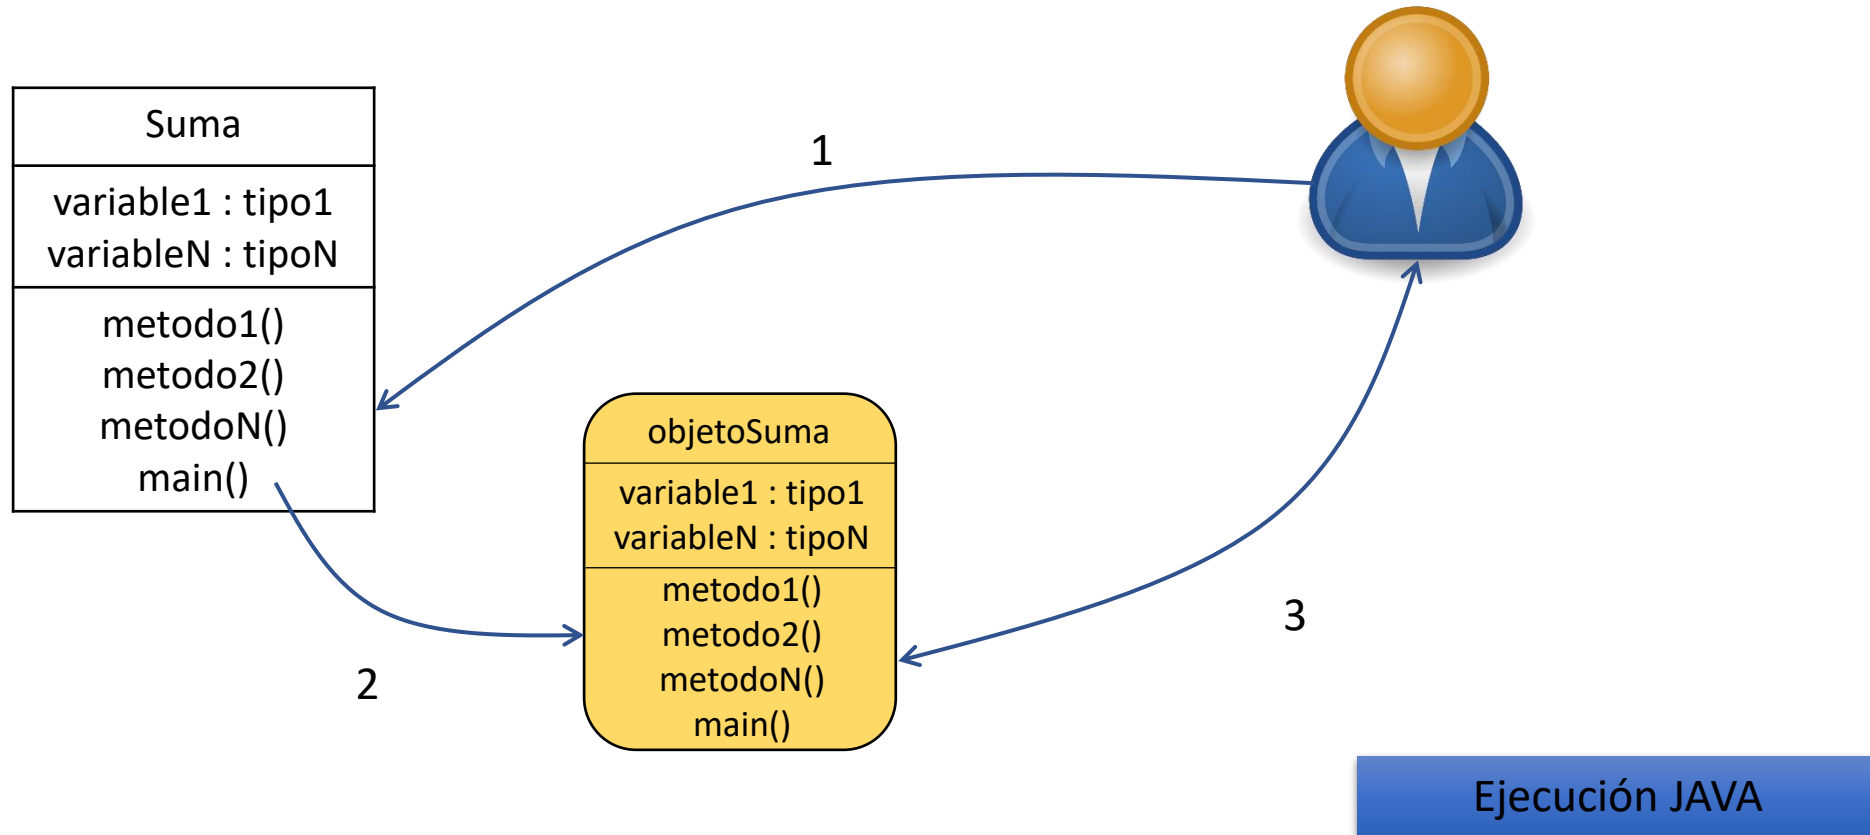 Suma
variable1 : tipo1
variableN : tipoN
metodo1()
metodo2()
metodoN()
main()
1
2
objetoSuma
variable1 : tipo1
variableN : tipoN
metodo1()
metodo2()
metodoN()
main()
3
Ejecución JAVA